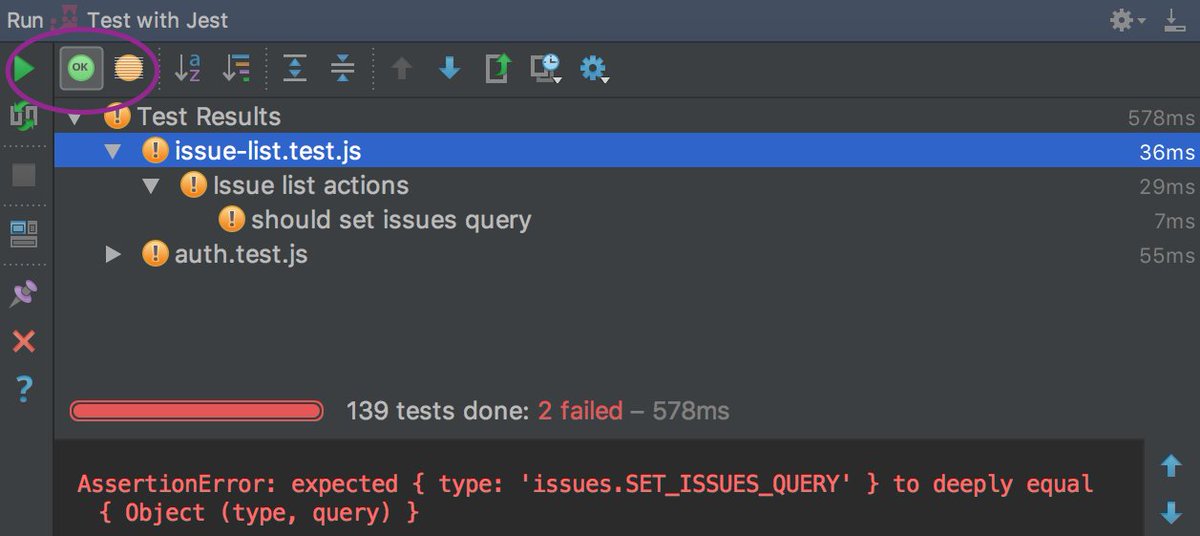 Run Test with Jest
OK
a
z
Test Results 578ms
issue-list.test.js 36ms
Issue list actions 29ms
should set issues query 7ms
auth.test.js 55ms
?
139 tests done: 2 failed – 578ms
AssertionError: expected { type: 'issues.SET_ISSUES_QUERY' } to deeply equal
{ Object (type, query) }